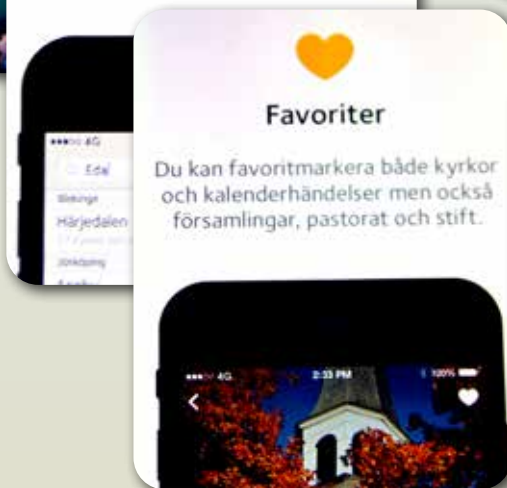 Favoriter
Du kan favoritmarkera både kyrkor
och kalenderhändelser men också
församlingar, pastorat och stift.
4G
2:33 PM
100%
4G
Edal
Blekinge
Härjedalen
Jönköping